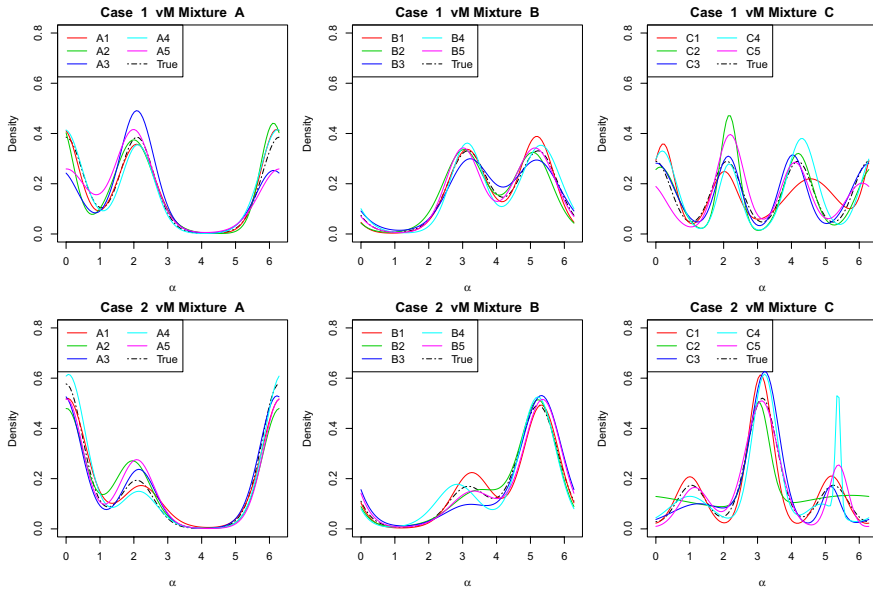 Case 1 vM Mixture A
Density
0.0 0.2 0.4 0.6 0.8
A1 A4
A2 A5
A3 True
0 1 2 3 4 5 6
α
Case 1 vM Mixture B
Density
0.0 0.2 0.4 0.6 0.8
B1 B4
B2 B5
B3 True
0 1 2 3 4 5 6
α
Case 1 vM Mixture C
Density
0.0 0.2 0.4 0.6 0.8
C1 C4
C2 C5
C3 True
0 1 2 3 4 5 6
α
Case 2 vM Mixture A
Density
0.0 0.2 0.4 0.6 0.8
A1 A4
A2 A5
A3 True
0 1 2 3 4 5 6
α
Case 2 vM Mixture B
Density
0.0 0.2 0.4 0.6 0.8
B1 B4
B2 B5
B3 True
0 1 2 3 4 5 6
α
Case 2 vM Mixture C
Density
0.0 0.2 0.4 0.6 0.8
C1 C4
C2 C5
C3 True
0 1 2 3 4 5 6
α